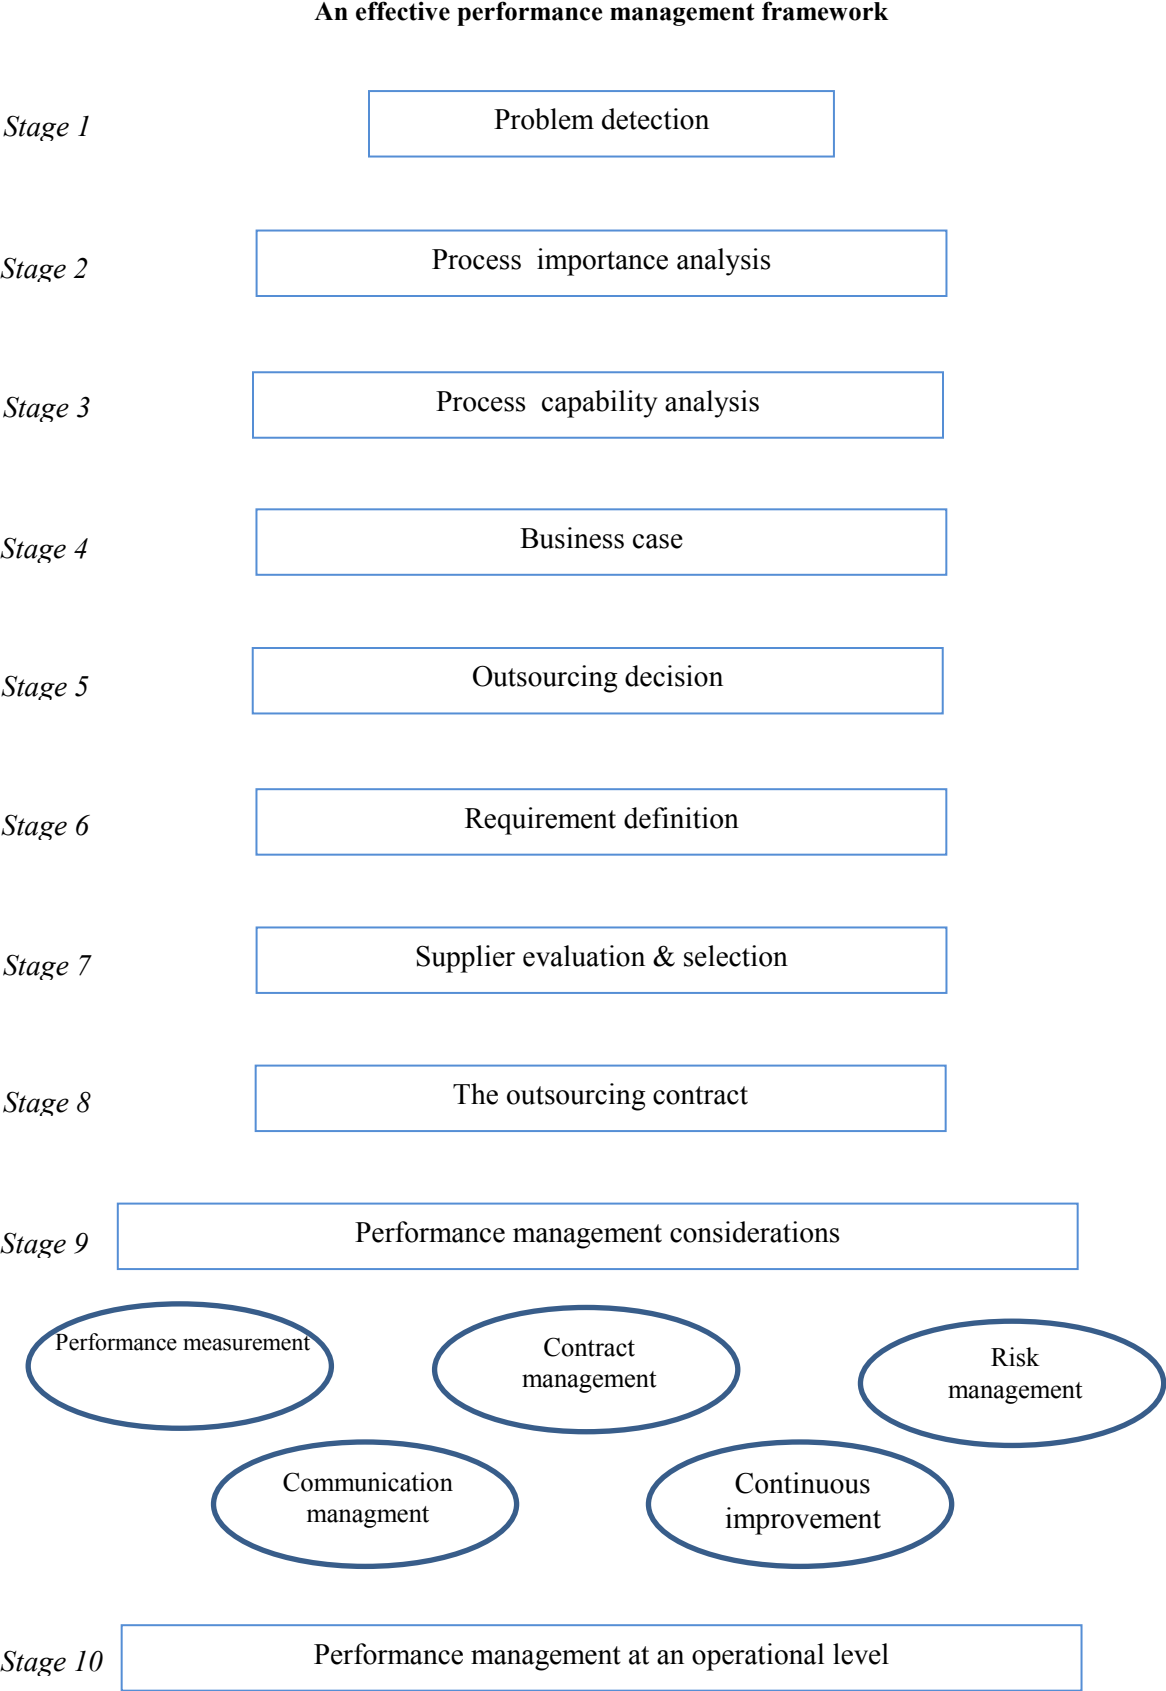 An effective performance management framework
Stage 1
Problem detection
Stage 2
Process  importance analysis
Stage 3
Process  capability analysis
Stage 4
Business case
Stage 5
Outsourcing decision
Stage 6
Requirement definition
Stage 7
Supplier evaluation & selection
Stage 8
The outsourcing contract
Stage 9
Performance management considerations
Performance measurement
Contract
management
Risk
management
Communication
managment
Continuous
improvement
Stage 10
Performance management at an operational level